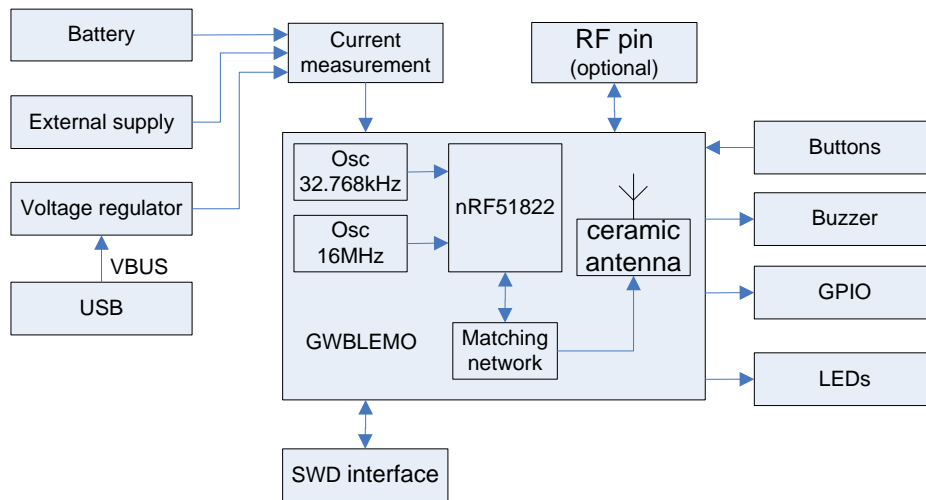 Battery
Current
measurement
RF pin
(optional)
External supply
Osc
32.768kHz
nRF51822
Buttons
Voltage regulator
Osc
16MHz
ceramic
antenna
Buzzer
VBUS
USB
GPIO
GWBLEMO
Matching
network
LEDs
SWD interface